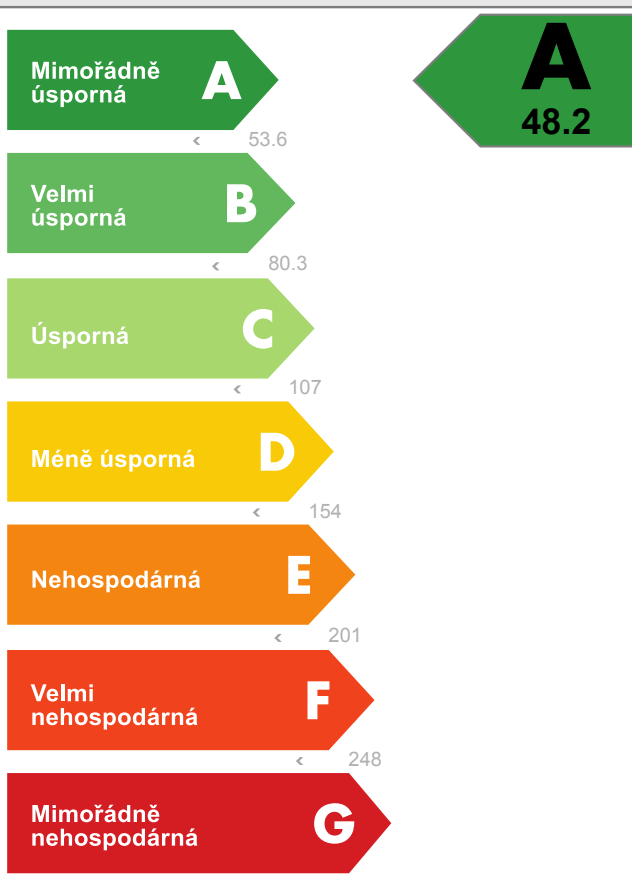 Mimořádně
úsporná
A
A
48.2
< 53.6
Velmi
úsporná
B
< 80.3
Úsporná
C
< 107
Méně úsporná
D
< 154
Nehospodárná
E
< 201
Velmi
nehospodárná
F
< 248
Mimořádně
nehospodárná
G